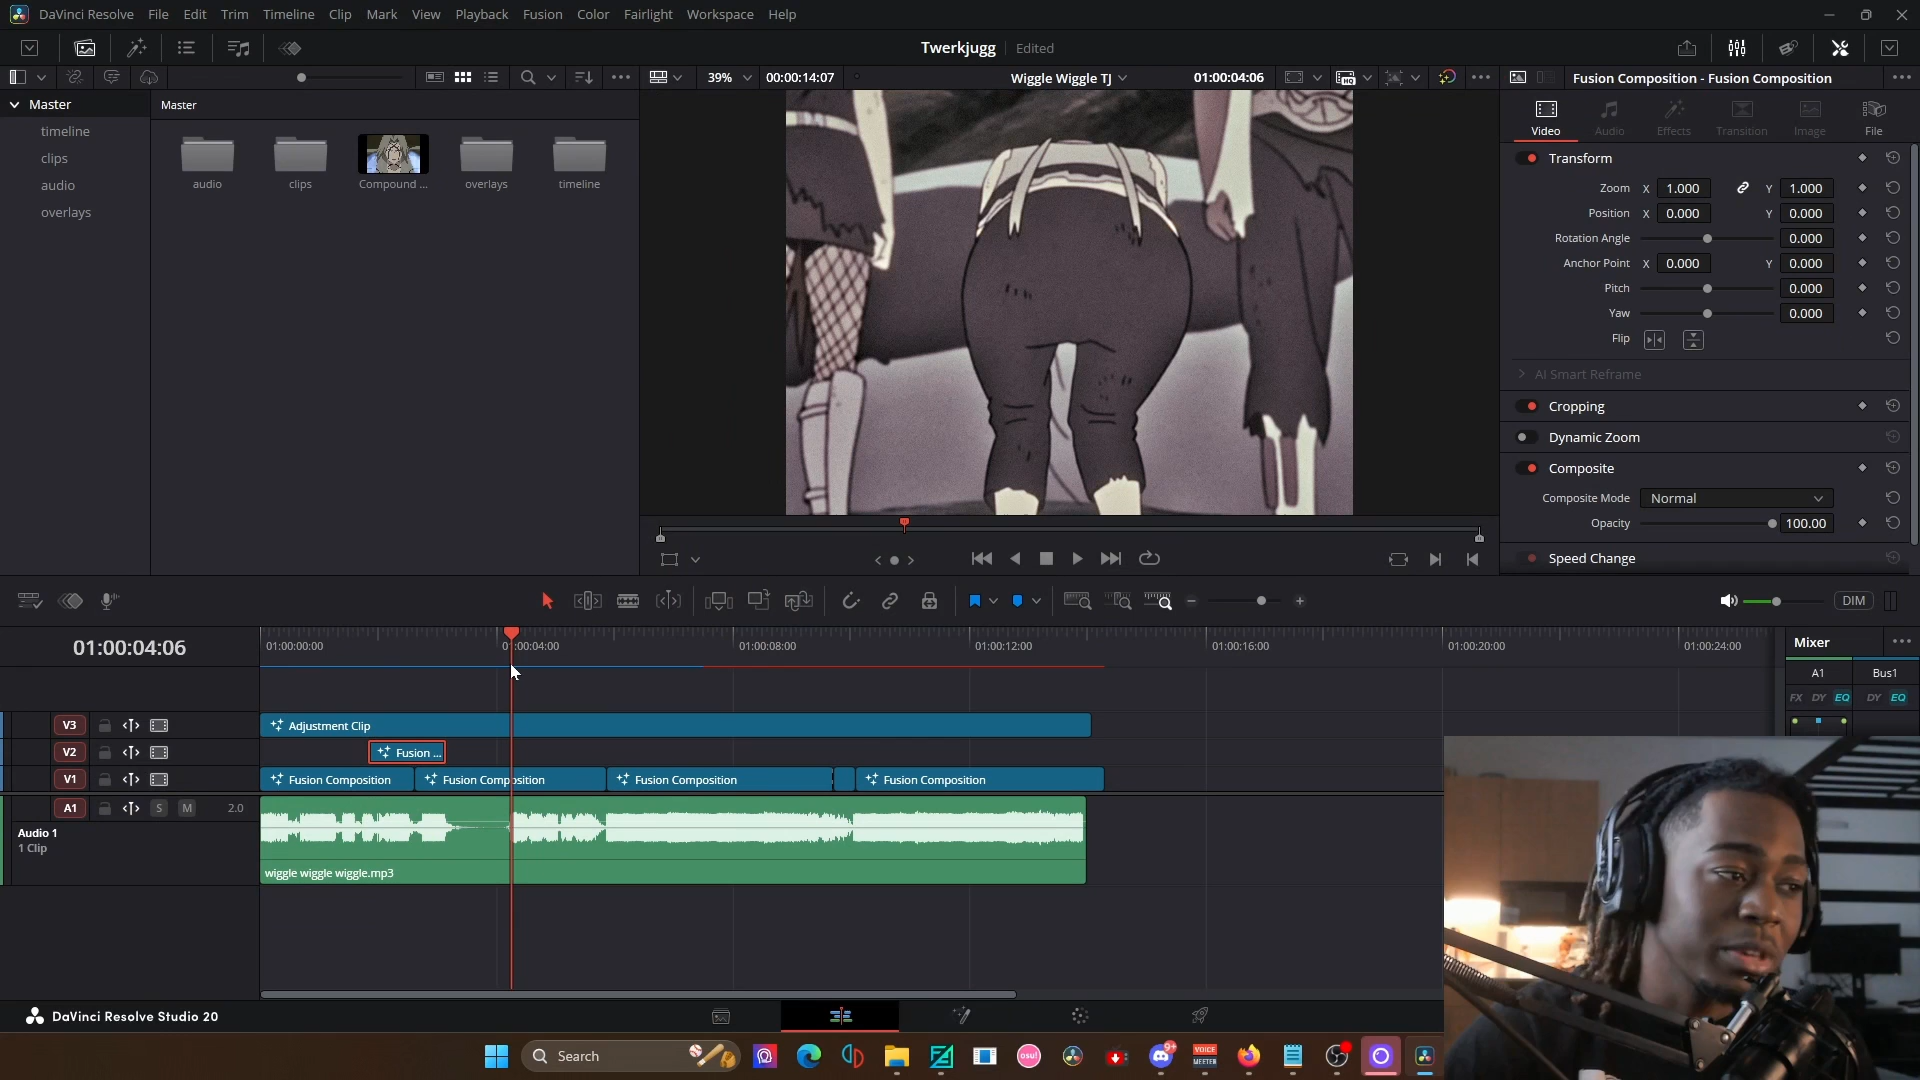 DaVinci Resolve File Edit Trim Timeline Clip Mark View Playback Fusion Color Fairlight Workspace Help
Twerkjugg Edited
39% 00:00:14:07 Wiggle Wiggle TJ 01:00:04:06 Fusion Composition - Fusion Composition
Master
timeline
clips
audio
overlays
Master
audio
clips
Compound ...
overlays
timeline
Video Audio Effects Transition Image File
Transform
Zoom X 1.000 Y 1.000
Position X 0.000 Y 0.000
Rotation Angle 0.000
Anchor Point X 0.000 Y 0.000
Pitch 0.000
Yaw 0.000
Flip
AI Smart Reframe
Cropping
Dynamic Zoom
Composite
Composite Mode Normal
Opacity 100.00
Speed Change
DIM
01:00:04:06
01:00:00:00 01:00:04:00 01:00:08:00 01:00:12:00 01:00:16:00 01:00:20:00 01:00:24:00
Mixer
A1 Bus1
FX DY EQ DY EQ
V3 Adjustment Clip
V2 Fusion ...
V1 Fusion Composition Fusion Composition Fusion Composition Fusion Composition
A1 S M 2.0
Audio 1
1 Clip
wiggle wiggle wiggle.mp3
DaVinci Resolve Studio 20
Search
osu!
9+
VOICE
MEETER